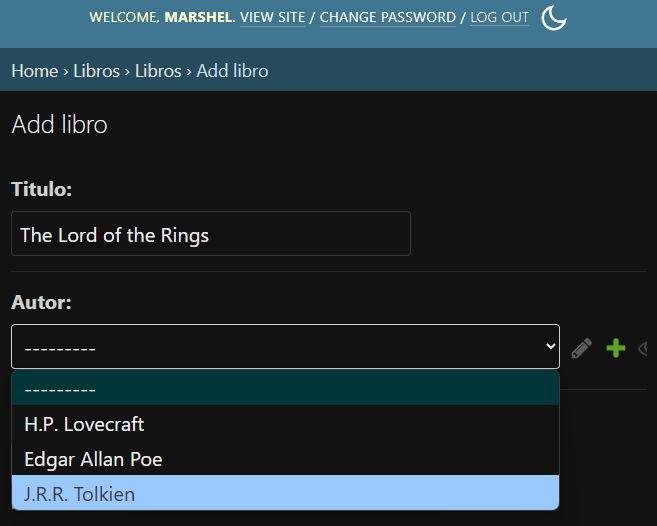 WELCOME, MARSHEL. VIEW SITE / CHANGE PASSWORD / LOG OUT
Home › Libros › Libros › Add libro
Add libro
Titulo:
The Lord of the Rings
Autor:
---------
---------
H.P. Lovecraft
Edgar Allan Poe
J.R.R. Tolkien